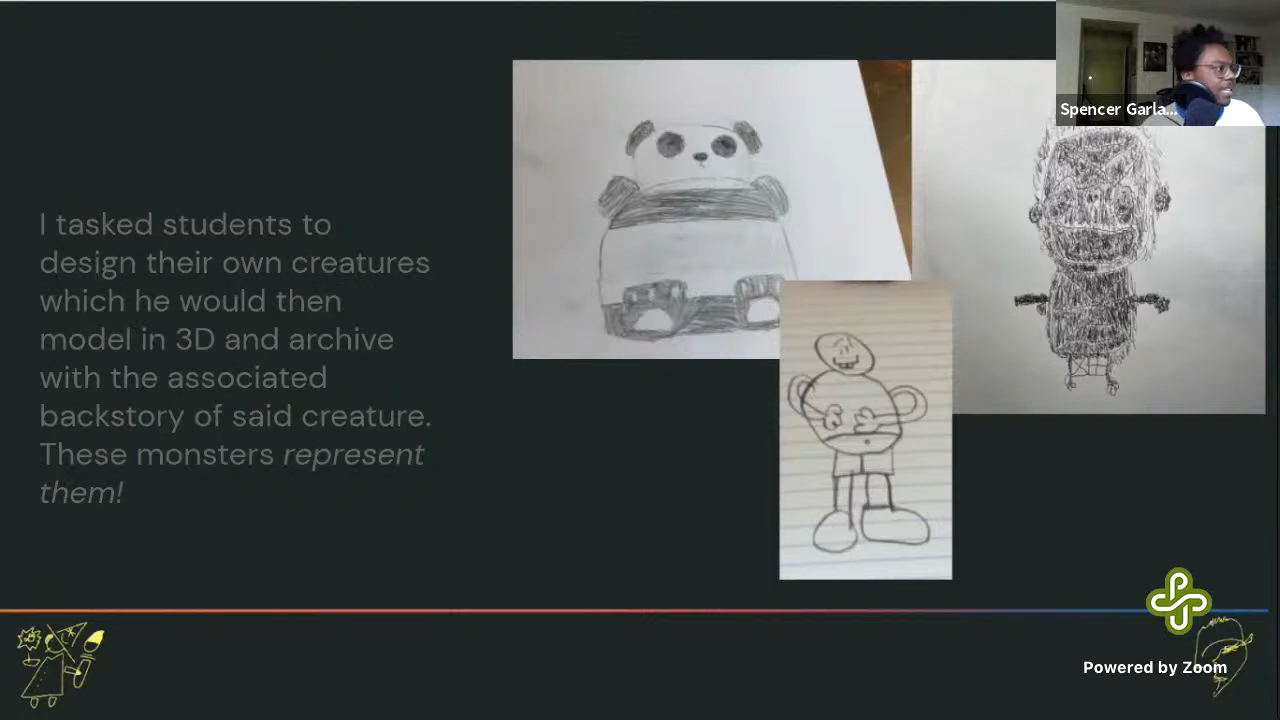 Spencer Garla...
I tasked students to
design their own creatures
which he would then
model in 3D and archive
with the associated
backstory of said creature.
These monsters represent
them!
Powered by Zoom